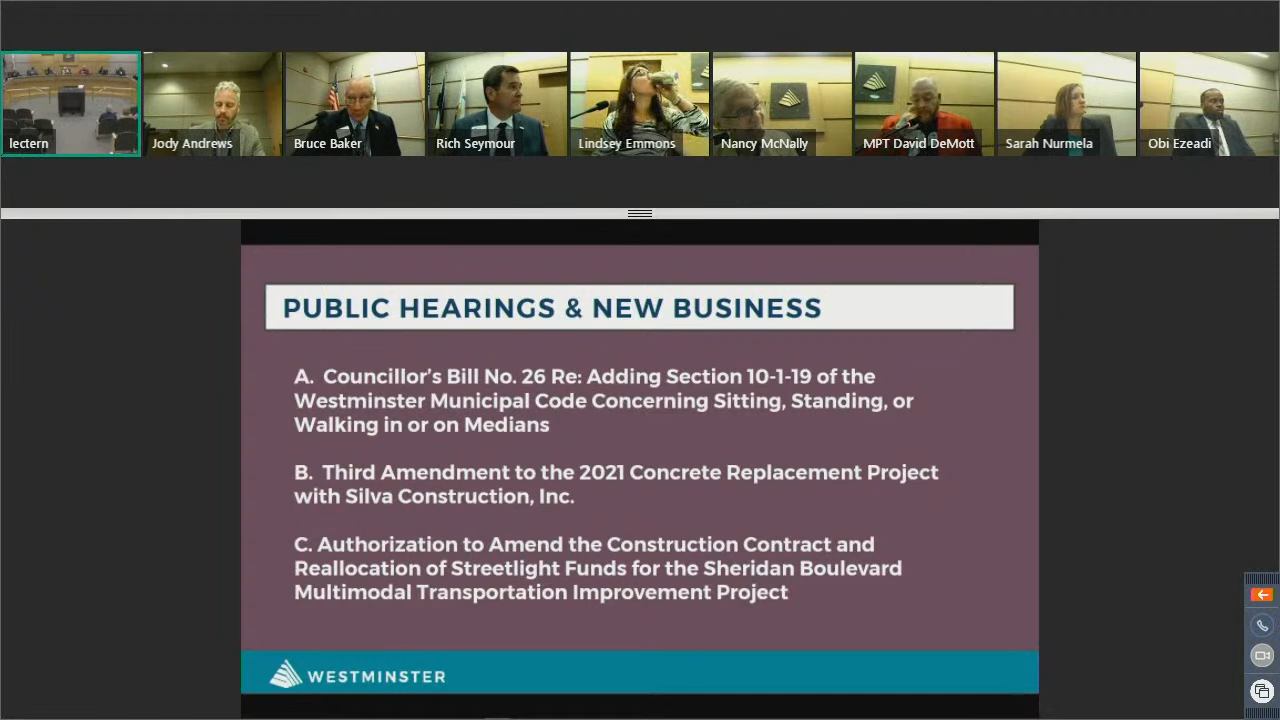 lectern
Jody Andrews
Bruce Baker
Rich Seymour
Lindsey Emmons
Nancy McNally
MPT David DeMott
Sarah Nurmela
Obi Ezeadi
PUBLIC HEARINGS & NEW BUSINESS
A. Councillor's Bill No. 26 Re: Adding Section 10-1-19 of the
Westminster Municipal Code Concerning Sitting, Standing, or
Walking in or on Medians
B. Third Amendment to the 2021 Concrete Replacement Project
with Silva Construction, Inc.
C. Authorization to Amend the Construction Contract and
Reallocation of Streetlight Funds for the Sheridan Boulevard
Multimodal Transportation Improvement Project
WESTMINSTER